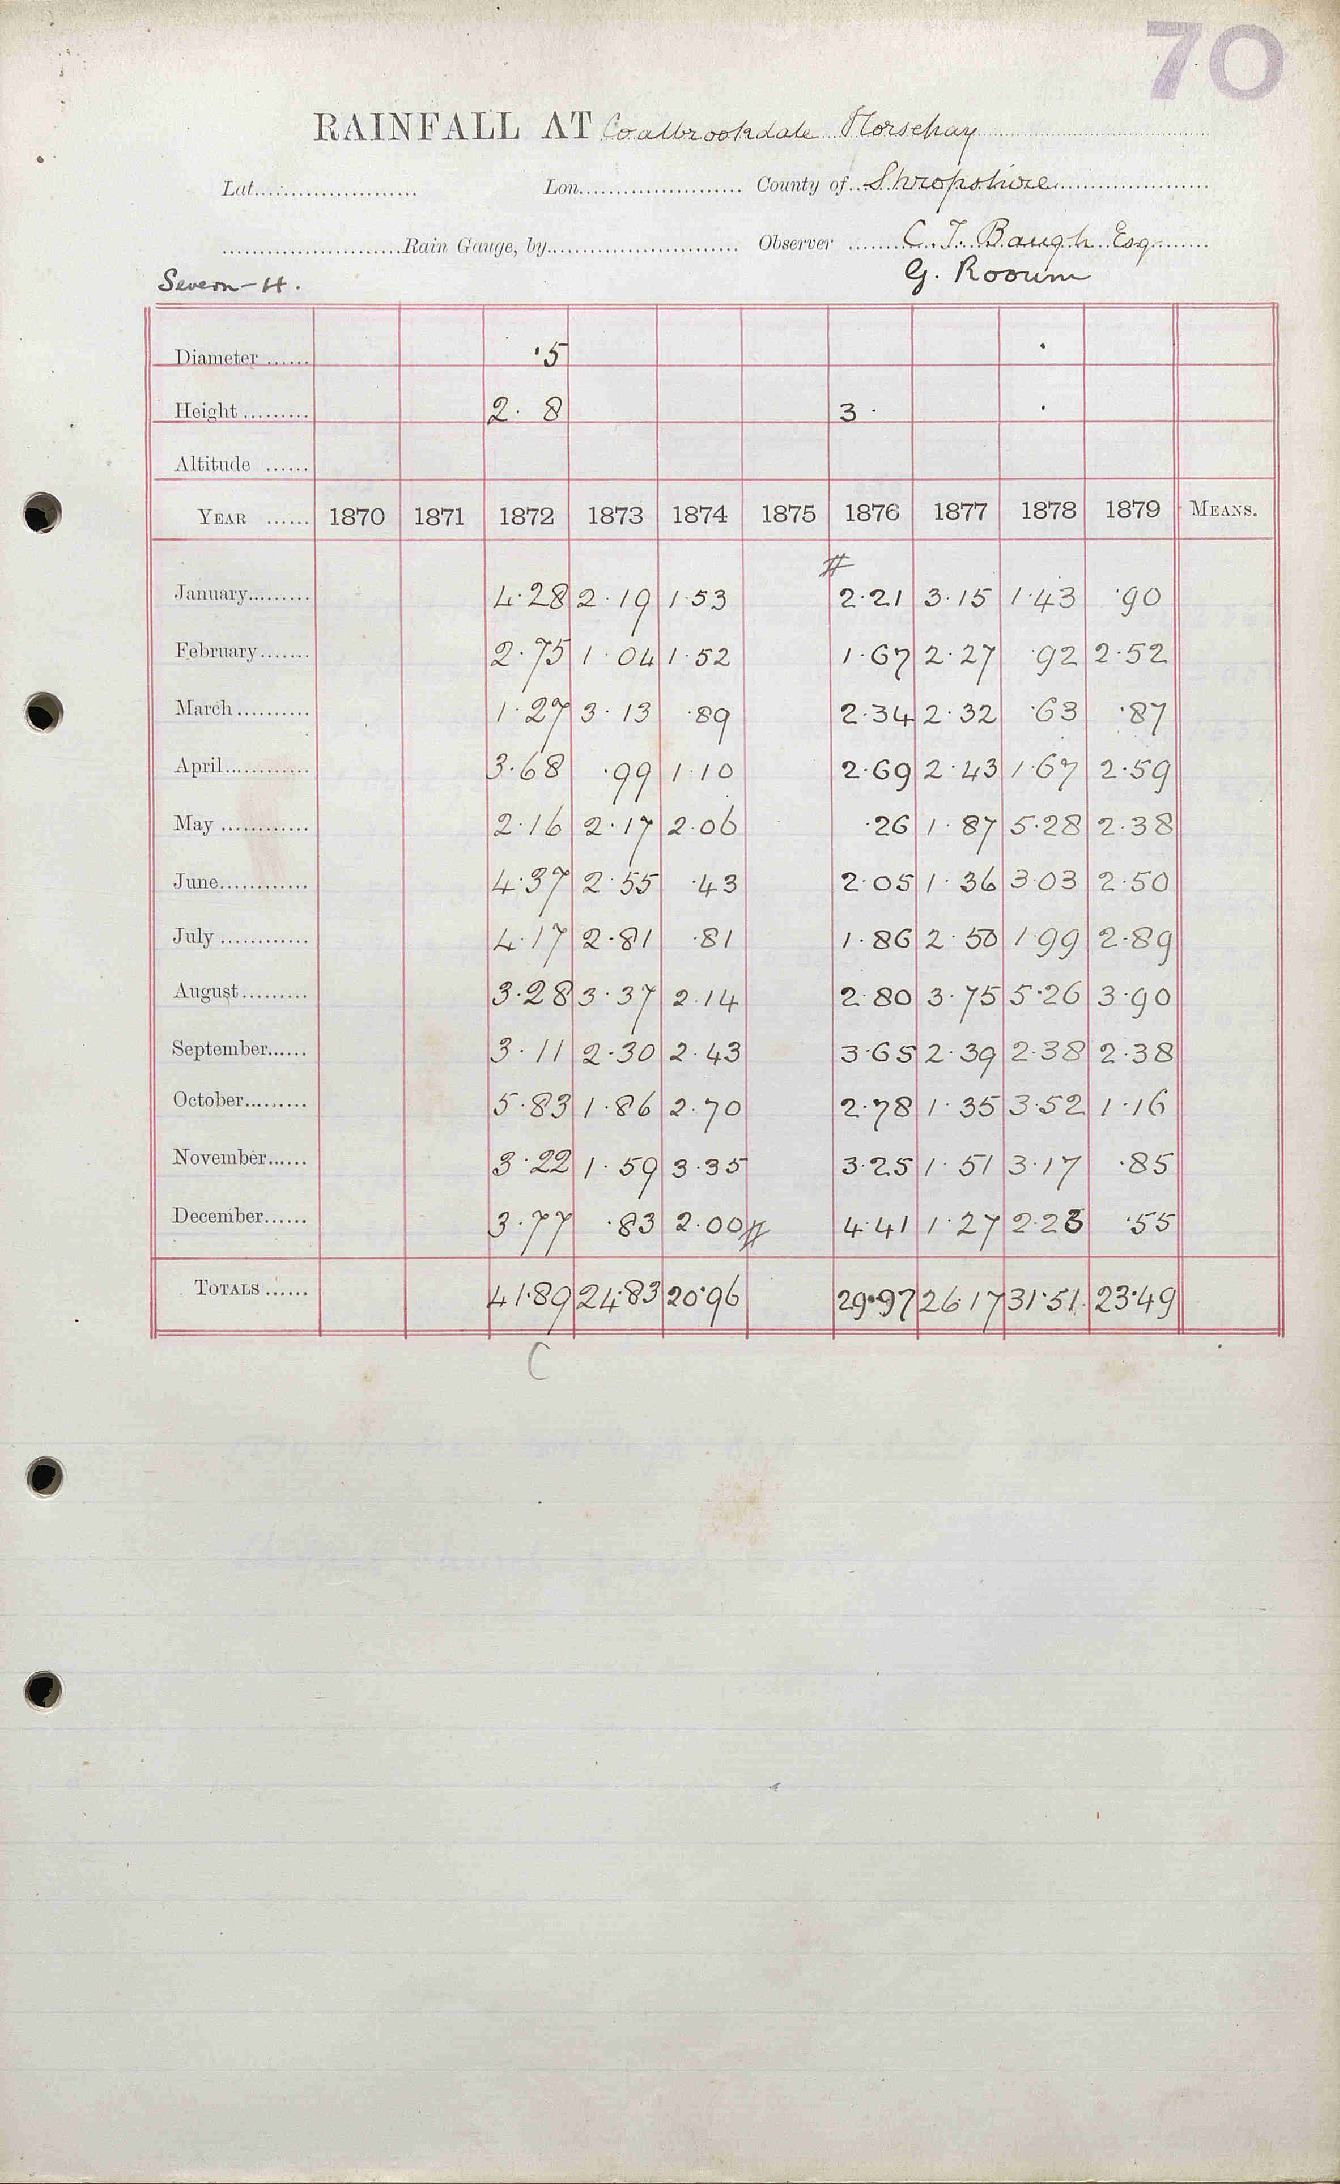 70
RAINFALL AT Coalbrookdale Horsehay
Lat. Lon. County of Shropshire
Rain Gauge, by Observer C. J. Baugh Esq
Severn-H. G. Roourn
Diameter ·5
Height 2. 8 3 ·
Altitude
YEAR 1870 1871 1872 1873 1874 1875 1876 1877 1878 1879 MEANS.
January 4·28 2·19 1·53 2·21 3·15 1·43 ·90
February 2·75 1·04 1·52 1·67 2·27 ·92 2·52
March 1·27 3·13 ·89 2·34 2·32 ·63 ·87
April 3·68 ·99 1·10 2·69 2·43 1·67 2·59
May 2·16 2·17 2·06 ·26 1·87 5·28 2·38
June 4·37 2·55 ·43 2·05 1·36 3·03 2·50
July 4·17 2·81 ·81 1·86 2·50 1·99 2·89
August 3·28 3·37 2·14 2·80 3·75 5·26 3·90
September 3·11 2·30 2·43 3·65 2·39 2·38 2·38
October 5·83 1·86 2·70 2·78 1·35 3·52 1·16
November 3·22 1·59 3·35 3·25 1·51 3·17 ·85
December 3·77 ·83 2·00 4·41 1·27 2·23 ·55
TOTALS 41·89 24·83 20·96 29·97 26·17 31·51 23·49
C